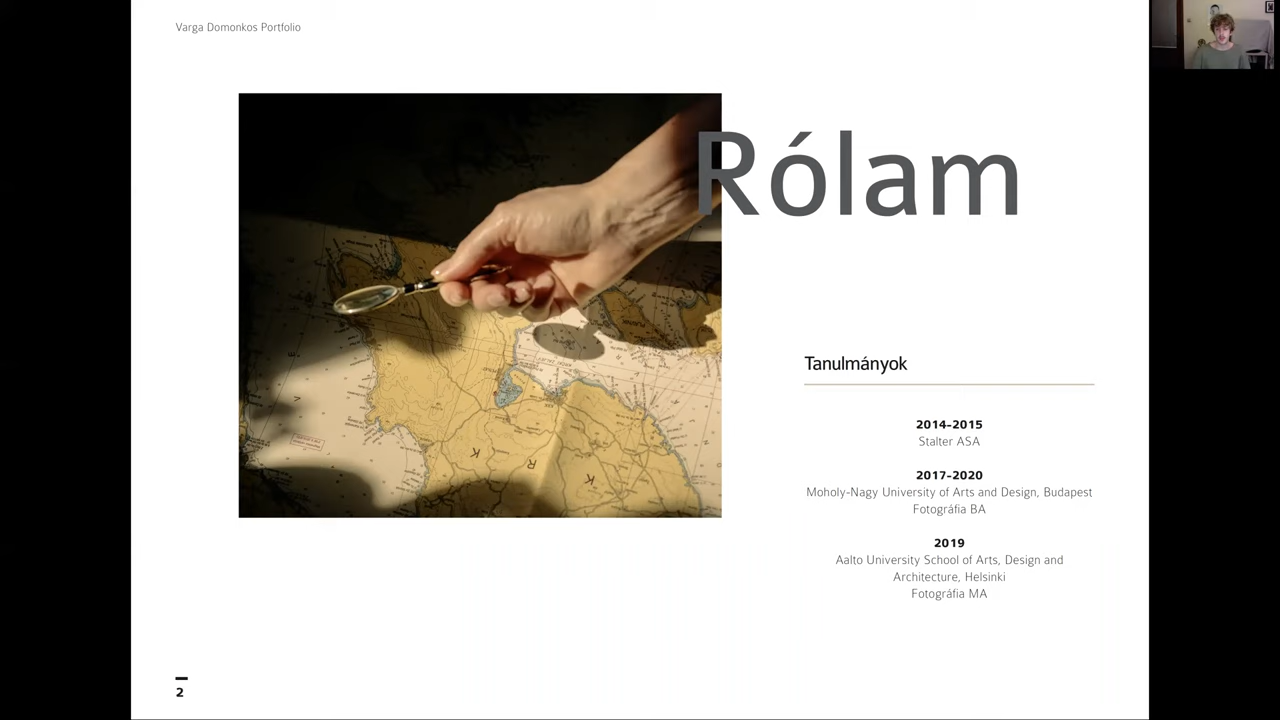 Varga Domonkos Portfolio
Rólam
Tanulmányok
2014-2015
Stalter ASA
2017-2020
Moholy-Nagy University of Arts and Design, Budapest
Fotográfia BA
2019
Aalto University School of Arts, Design and
Architecture, Helsinki
Fotográfia MA
K
R
K
2